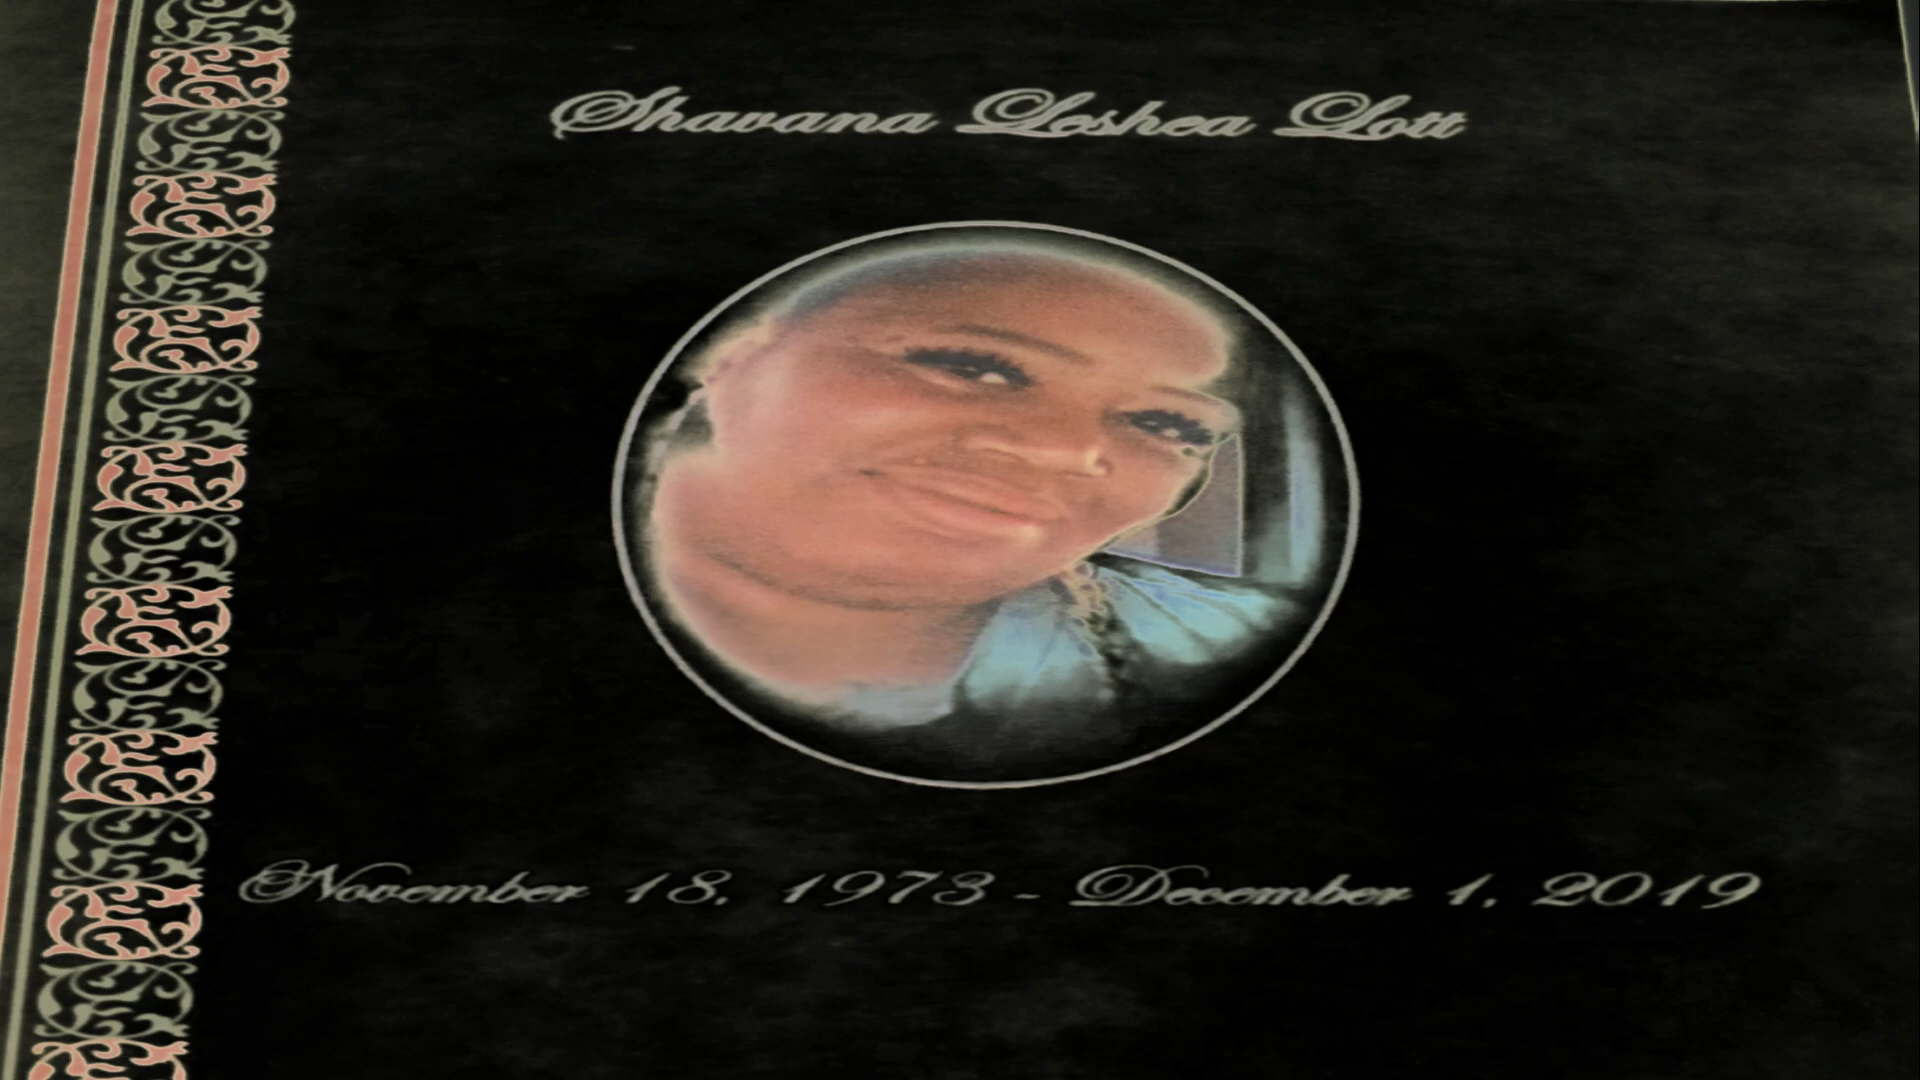 Shavana Leshea Lott
November 18, 1973 - December 1, 2019